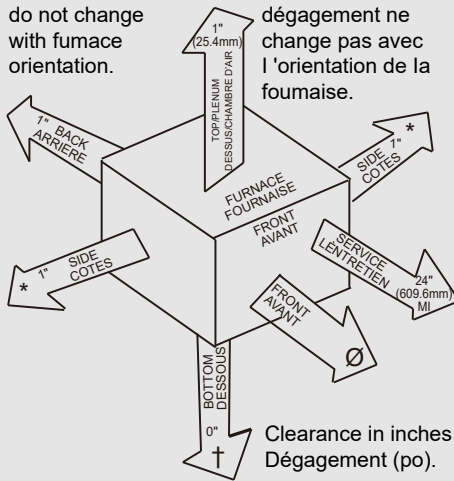 do not change
with fumace
orientation.
dégagement ne
change pas avec
l 'orientation de la
foumaise.
1"
(25.4mm)
TOP/PLENUM
DESSUS/CHAMBRE D'AIR
1" BACK
ARRIERE
SIDE 1" *
COTES
FURNACE
FOURNAISE
FRONT
AVANT
* 1" SIDE
COTES
SERVICE
LENTRETIEN
24"
(609.6mm)
MI
FRONT
AVANT
Ø
BOTTOM
DESSOUS
0"
†
Clearance in inches
Dégagement (po).